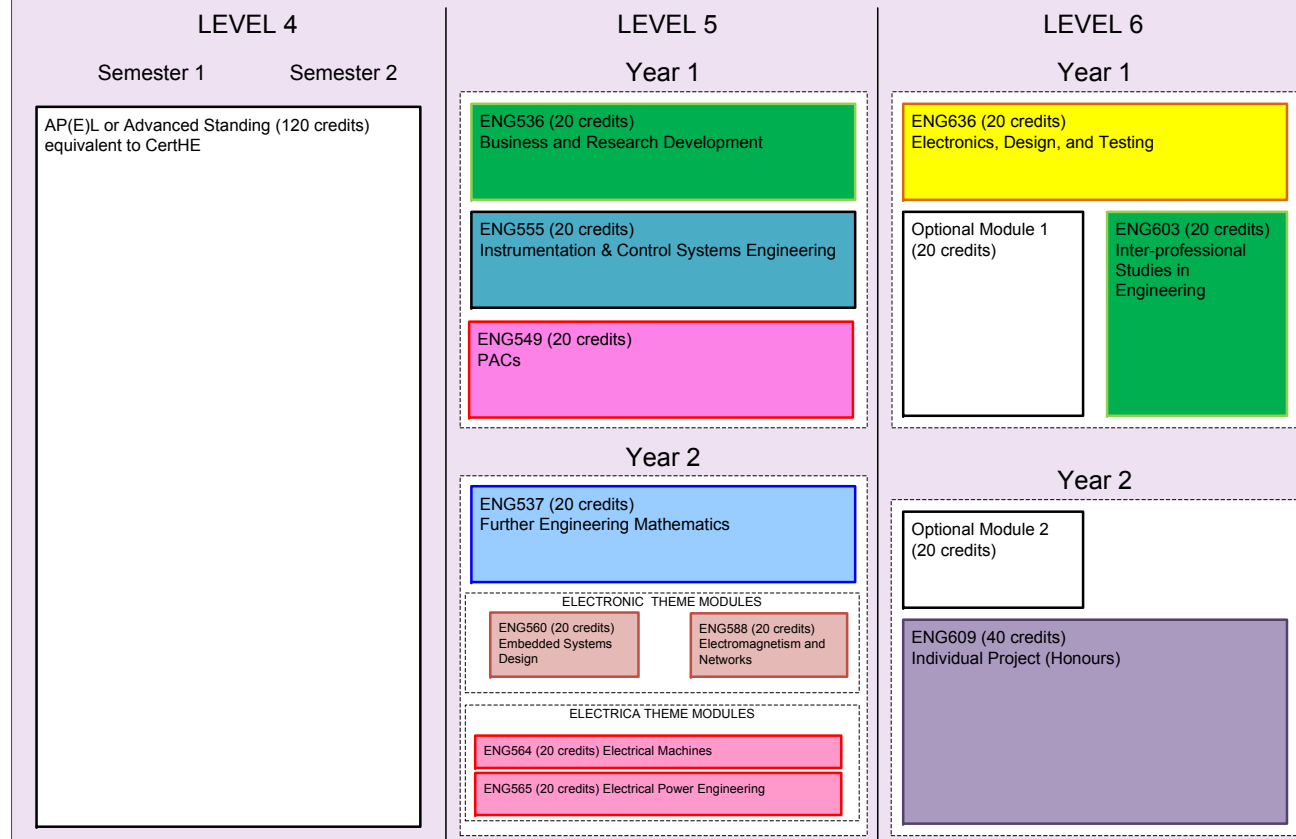 LEVEL 4
Semester 1
Semester 2
AP(E)L or Advanced Standing (120 credits)
equivalent to CertHE
LEVEL 5
Year 1
ENG536 (20 credits)
Business and Research Development
ENG555 (20 credits)
Instrumentation & Control Systems Engineering
ENG549 (20 credits)
PACs
Year 2
ENG537 (20 credits)
Further Engineering Mathematics
ELECTRONIC THEME MODULES
ENG560 (20 credits)
Embedded Systems
Design
ENG588 (20 credits)
Electromagnetism and
Networks
ELECTRICA THEME MODULES
ENG564 (20 credits) Electrical Machines
ENG565 (20 credits) Electrical Power Engineering
LEVEL 6
Year 1
ENG636 (20 credits)
Electronics, Design, and Testing
Optional Module 1
(20 credits)
ENG603 (20 credits)
Inter-professional
Studies in
Engineering
Year 2
Optional Module 2
(20 credits)
ENG609 (40 credits)
Individual Project (Honours)